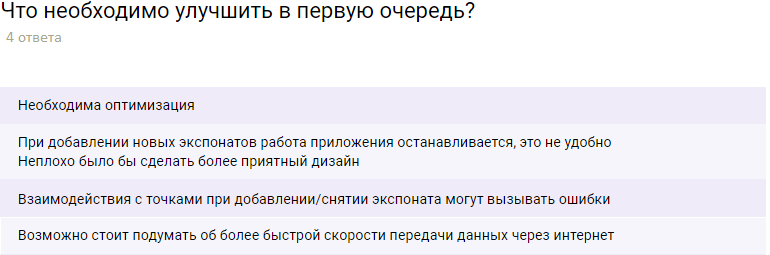 Что необходимо улучшить в первую очередь?
4 ответа
Необходима оптимизация
При добавлении новых экспонатов работа приложения останавливается, это не удобно
Неплохо было бы сделать более приятный дизайн
Взаимодействия с точками при добавлении/снятии экспоната могут вызывать ошибки
Возможно стоит подумать об более быстрой скорости передачи данных через интернет